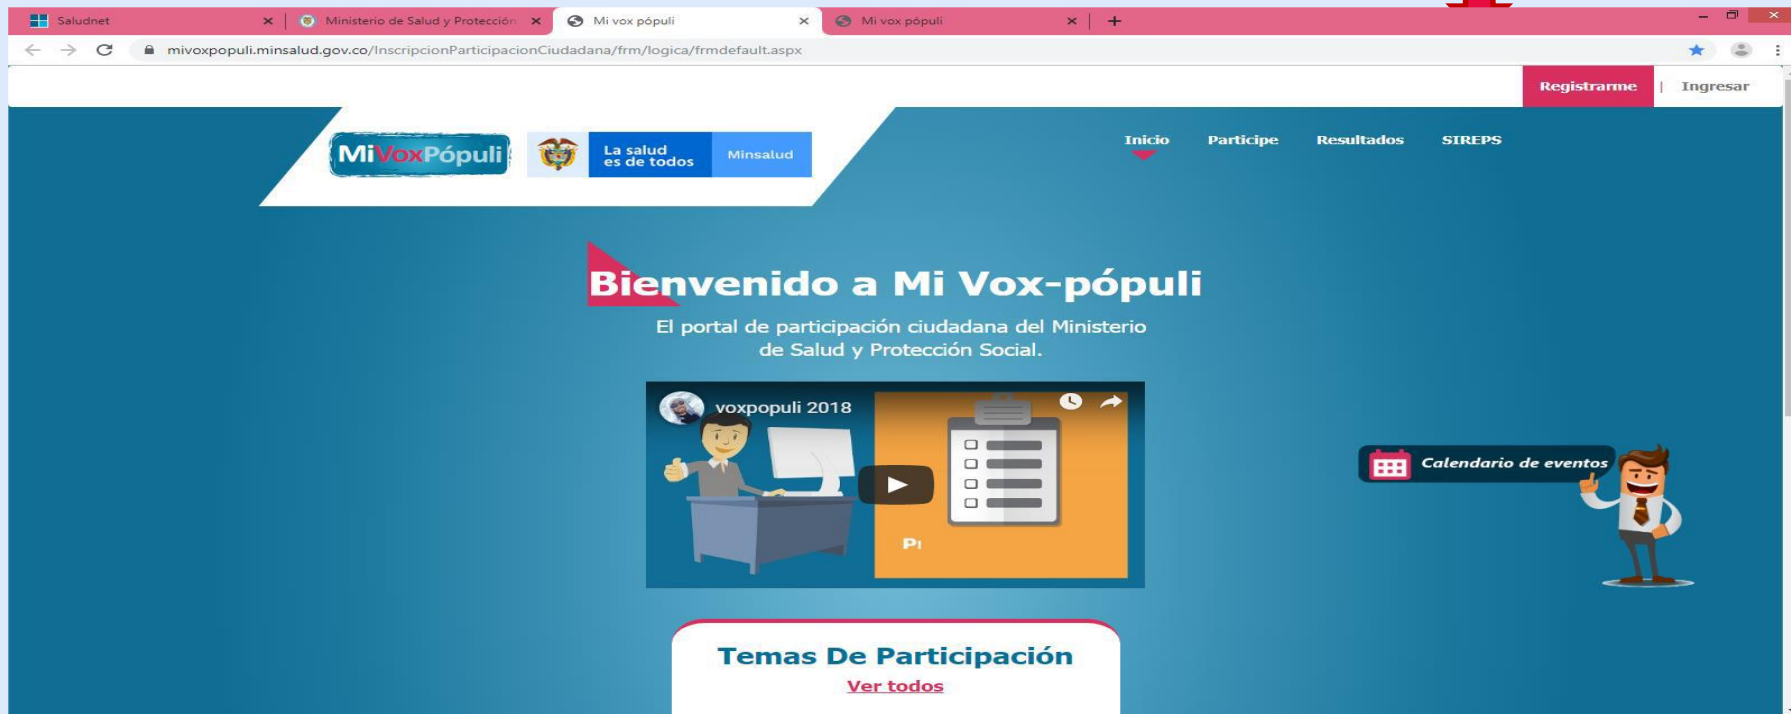 Saludnet
Ministerio de Salud y Protección
Mi vox pópuli
Mi vox pópuli
mivoxpopuli.minsalud.gov.co/InscripcionParticipacionCiudadana/frm/logica/frmdefault.aspx
Registrarme | Ingresar
MiVoxPópuli
La salud
es de todos
Minsalud
Inicio Participe Resultados SIREPS
Bienvenido a Mi Vox-pópuli
El portal de participación ciudadana del Ministerio
de Salud y Protección Social.
voxpopuli 2018
Calendario de eventos
Temas De Participación
Ver todos